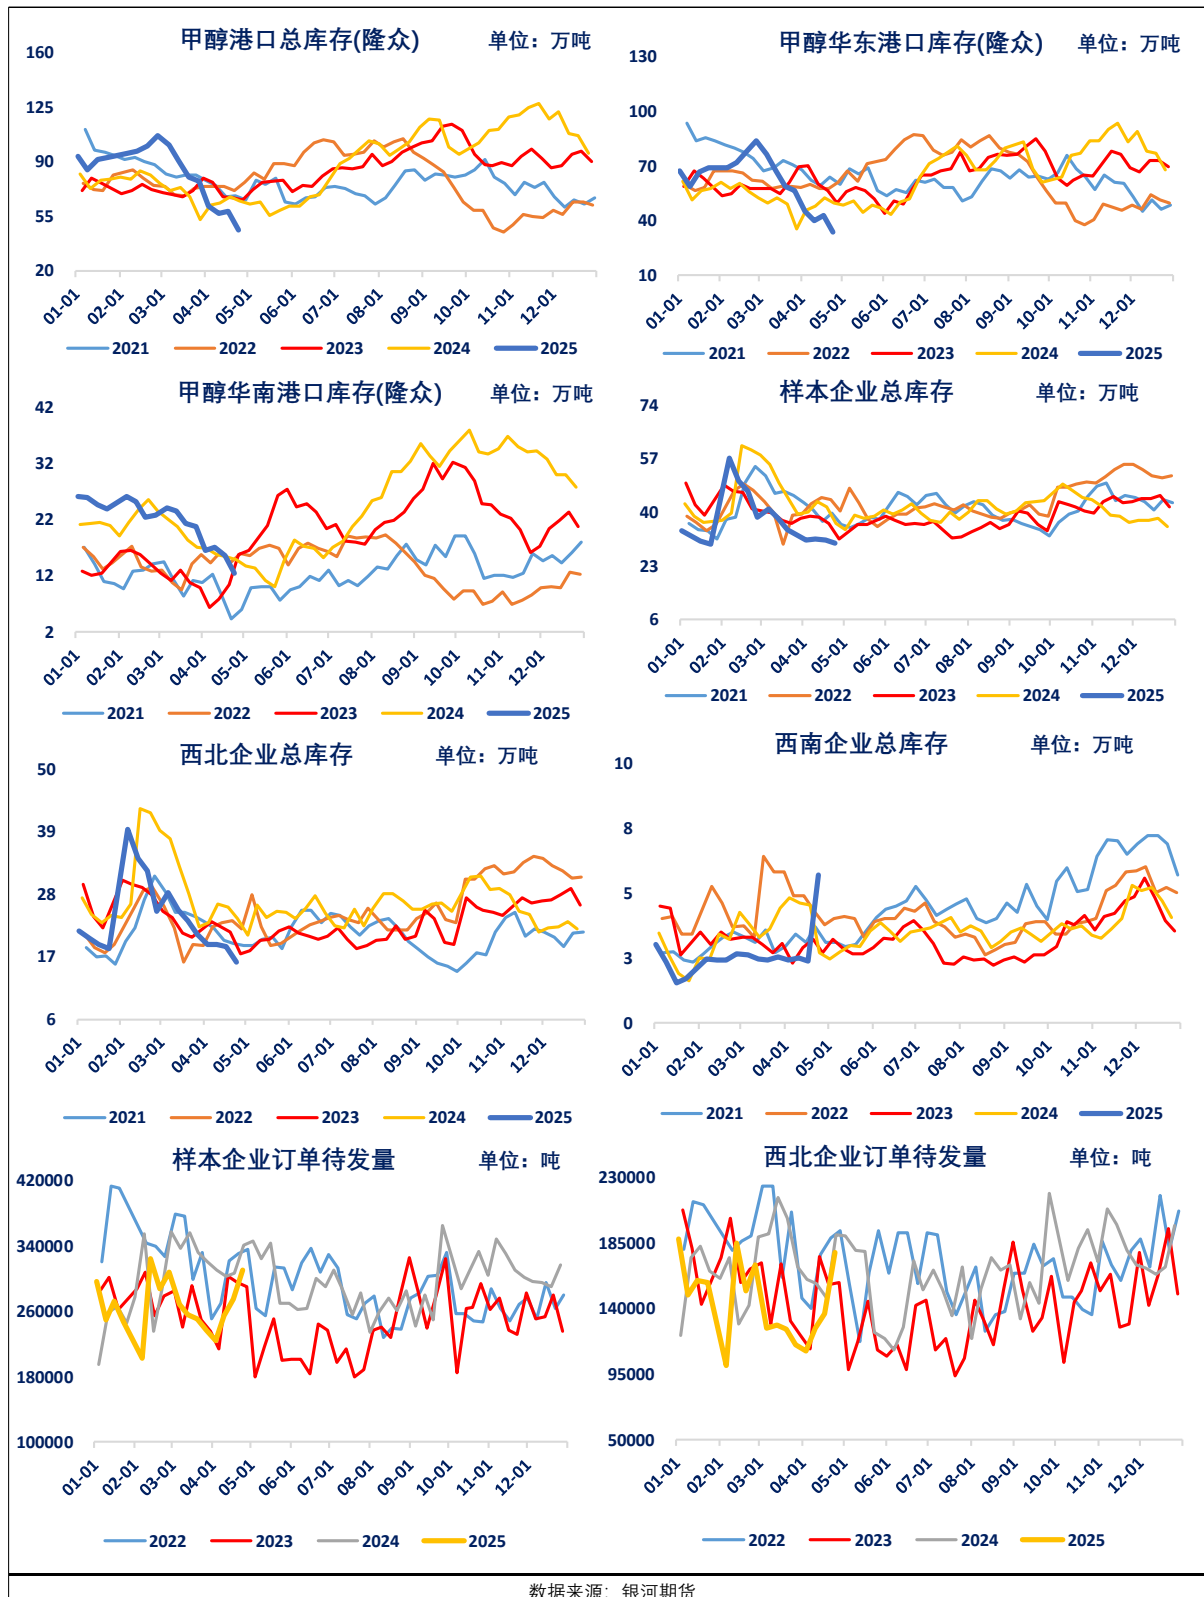 甲醇港口总库存(隆众) 单位：万吨
160
125
90
55
20
01-01 02-01 03-01 04-01 05-01 06-01 07-01 08-01 09-01 10-01 11-01 12-01
2021 2022 2023 2024 2025
甲醇华东港口库存(隆众) 单位：万吨
130
100
70
40
10
01-01 02-01 03-01 04-01 05-01 06-01 07-01 08-01 09-01 10-01 11-01 12-01
2021 2022 2023 2024 2025
甲醇华南港口库存(隆众) 单位：万吨
42
32
22
12
2
01-01 02-01 03-01 04-01 05-01 06-01 07-01 08-01 09-01 10-01 11-01 12-01
2021 2022 2023 2024 2025
样本企业总库存 单位：万吨
74
57
40
23
6
01-01 02-01 03-01 04-01 05-01 06-01 07-01 08-01 09-01 10-01 11-01 12-01
2021 2022 2023 2024 2025
西北企业总库存 单位：万吨
50
39
28
17
6
01-01 02-01 03-01 04-01 05-01 06-01 07-01 08-01 09-01 10-01 11-01 12-01
2021 2022 2023 2024 2025
西南企业总库存 单位：万吨
10
8
5
3
0
01-01 02-01 03-01 04-01 05-01 06-01 07-01 08-01 09-01 10-01 11-01 12-01
2021 2022 2023 2024 2025
样本企业订单待发量 单位：吨
420000
340000
260000
180000
100000
01-01 02-01 03-01 04-01 05-01 06-01 07-01 08-01 09-01 10-01 11-01 12-01
2022 2023 2024 2025
西北企业订单待发量 单位：吨
230000
185000
140000
95000
50000
01-01 02-01 03-01 04-01 05-01 06-01 07-01 08-01 09-01 10-01 11-01 12-01
2022 2023 2024 2025
数据来源：银河期货